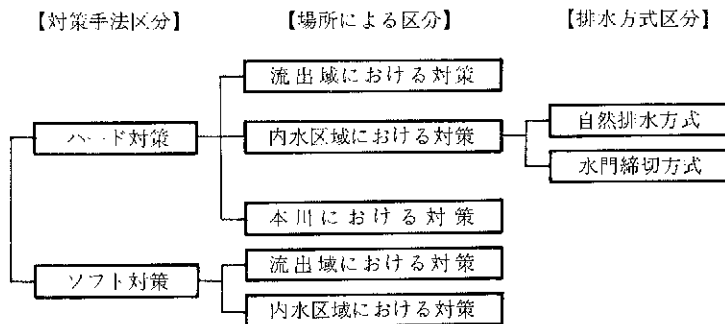 【対策手法区分】 【場所による区分】 【排水方式区分】
流出域における対策
ハード対策 内水区域における対策 自然排水方式
水門締切方式
本川における対策
ソフト対策 流出域における対策
内水区域における対策